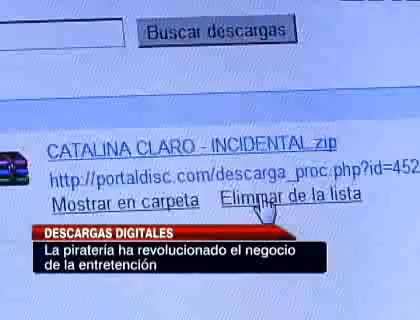 Buscar descargas
CATALINA CLARO - INCIDENTAL.zip
http://portaldisc.com/descarga_proc.php?id=452
Mostrar en carpeta Eliminar de la lista
DESCARGAS DIGITALES
La piratería ha revolucionado el negocio
de la entretención